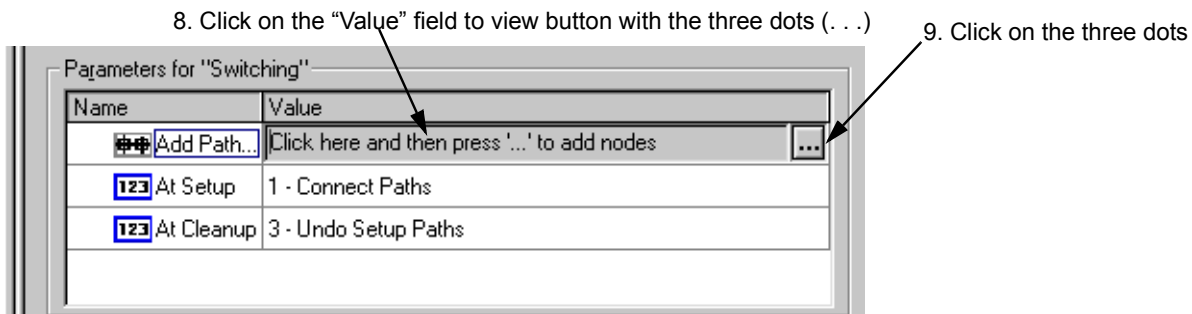 8. Click on the “Value” field to view button with the three dots (. . .)
9. Click on the three dots
Parameters for "Switching"
Name Value
Add Path... Click here and then press '...' to add nodes ...
123 At Setup 1 - Connect Paths
123 At Cleanup 3 - Undo Setup Paths